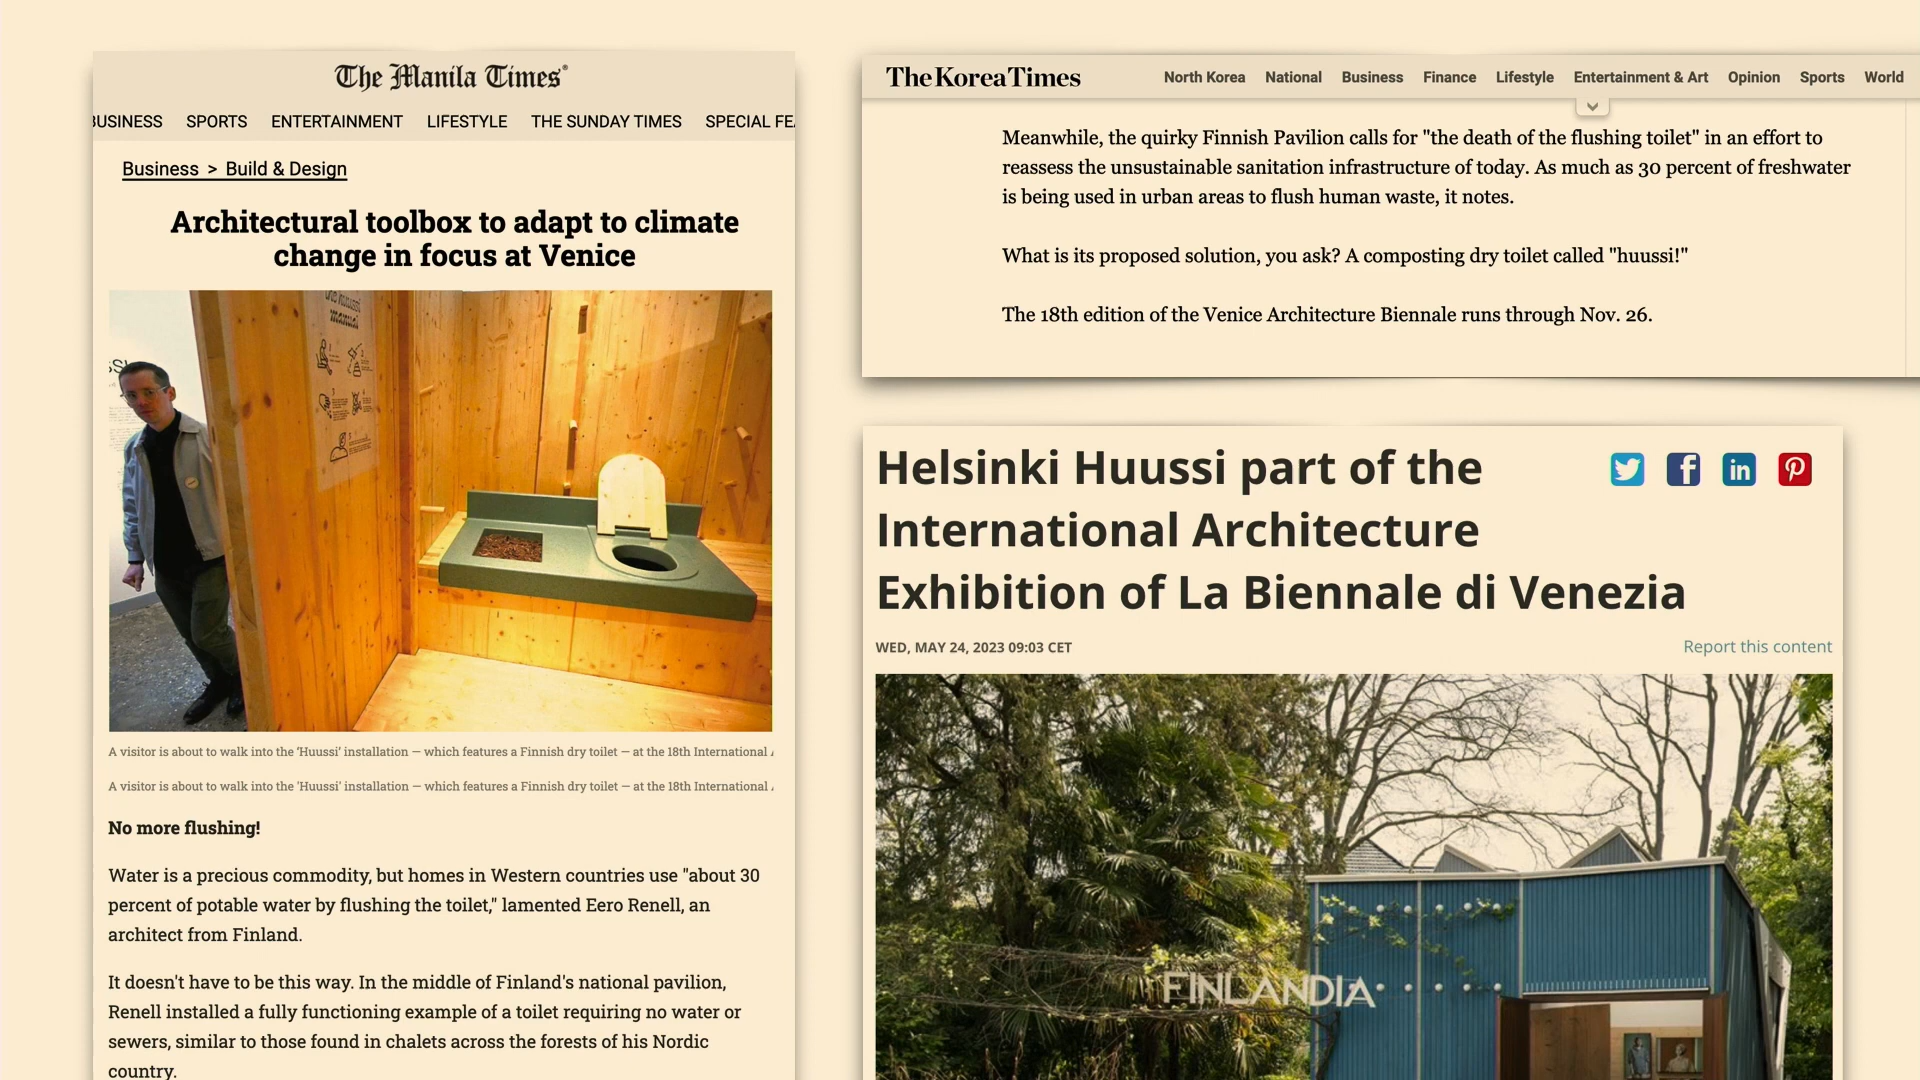 The Manila Times®
BUSINESS SPORTS ENTERTAINMENT LIFESTYLE THE SUNDAY TIMES SPECIAL FEA
Business > Build & Design
Architectural toolbox to adapt to climate
change in focus at Venice
the huussi
manual
A visitor is about to walk into the 'Huussi' installation — which features a Finnish dry toilet — at the 18th International
A visitor is about to walk into the 'Huussi' installation — which features a Finnish dry toilet — at the 18th International
No more flushing!
Water is a precious commodity, but homes in Western countries use "about 30
percent of potable water by flushing the toilet," lamented Eero Renell, an
architect from Finland.
It doesn't have to be this way. In the middle of Finland's national pavilion,
Renell installed a fully functioning example of a toilet requiring no water or
sewers, similar to those found in chalets across the forests of his Nordic
country.
The Korea Times
North Korea National Business Finance Lifestyle Entertainment & Art Opinion Sports World
Meanwhile, the quirky Finnish Pavilion calls for "the death of the flushing toilet" in an effort to
reassess the unsustainable sanitation infrastructure of today. As much as 30 percent of freshwater
is being used in urban areas to flush human waste, it notes.
What is its proposed solution, you ask? A composting dry toilet called "huussi!"
The 18th edition of the Venice Architecture Biennale runs through Nov. 26.
Helsinki Huussi part of the
International Architecture
Exhibition of La Biennale di Venezia
WED, MAY 24, 2023 09:03 CET
Report this content
FINLANDIA